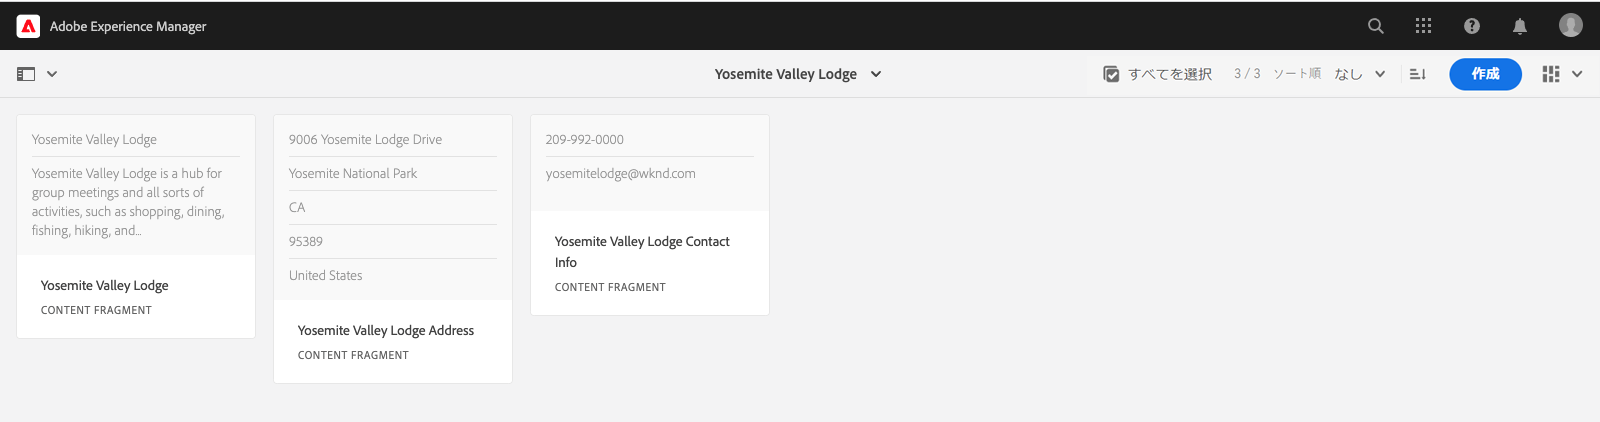 Adobe Experience Manager
Yosemite Valley Lodge
すべてを選択 3 / 3 ソート順 なし 作成
Yosemite Valley Lodge
Yosemite Valley Lodge is a hub for
group meetings and all sorts of
activities, such as shopping, dining,
fishing, hiking, and...
Yosemite Valley Lodge
CONTENT FRAGMENT
9006 Yosemite Lodge Drive
Yosemite National Park
CA
95389
United States
Yosemite Valley Lodge Address
CONTENT FRAGMENT
209-992-0000
yosemitelodge@wknd.com
Yosemite Valley Lodge Contact
Info
CONTENT FRAGMENT